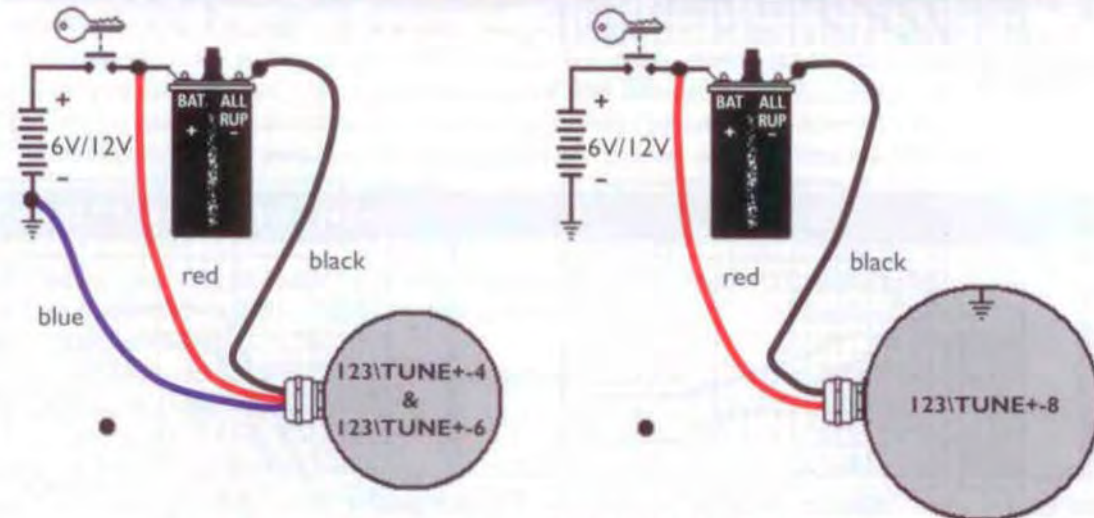 +
BAT. ALL
RUP
+ -
6V/12V
-
red
black
blue
123\TUNE+-4
&
123\TUNE+-6
+
BAT. ALL
RUP
+ -
6V/12V
-
red
black
123\TUNE+-8